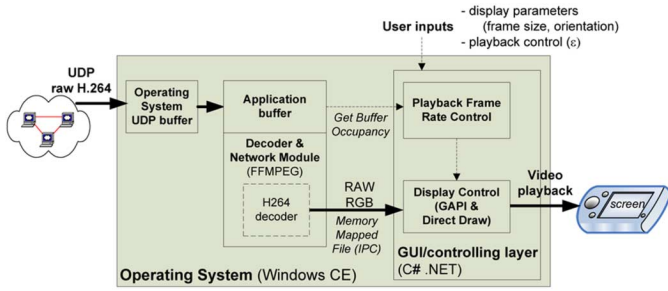 - display parameters
(frame size, orientation)
- playback control (ε)
User inputs
UDP
raw H.264
Operating
System
UDP buffer
Application
buffer
Get Buffer
Occupancy
Playback Frame
Rate Control
Decoder &
Network Module
(FFMPEG)
H264
decoder
RAW
RGB
Memory
Mapped
File (IPC)
Display Control
(GAPI &
Direct Draw)
Video
playback
screen
GUI/controlling layer
(C# .NET)
Operating System (Windows CE)